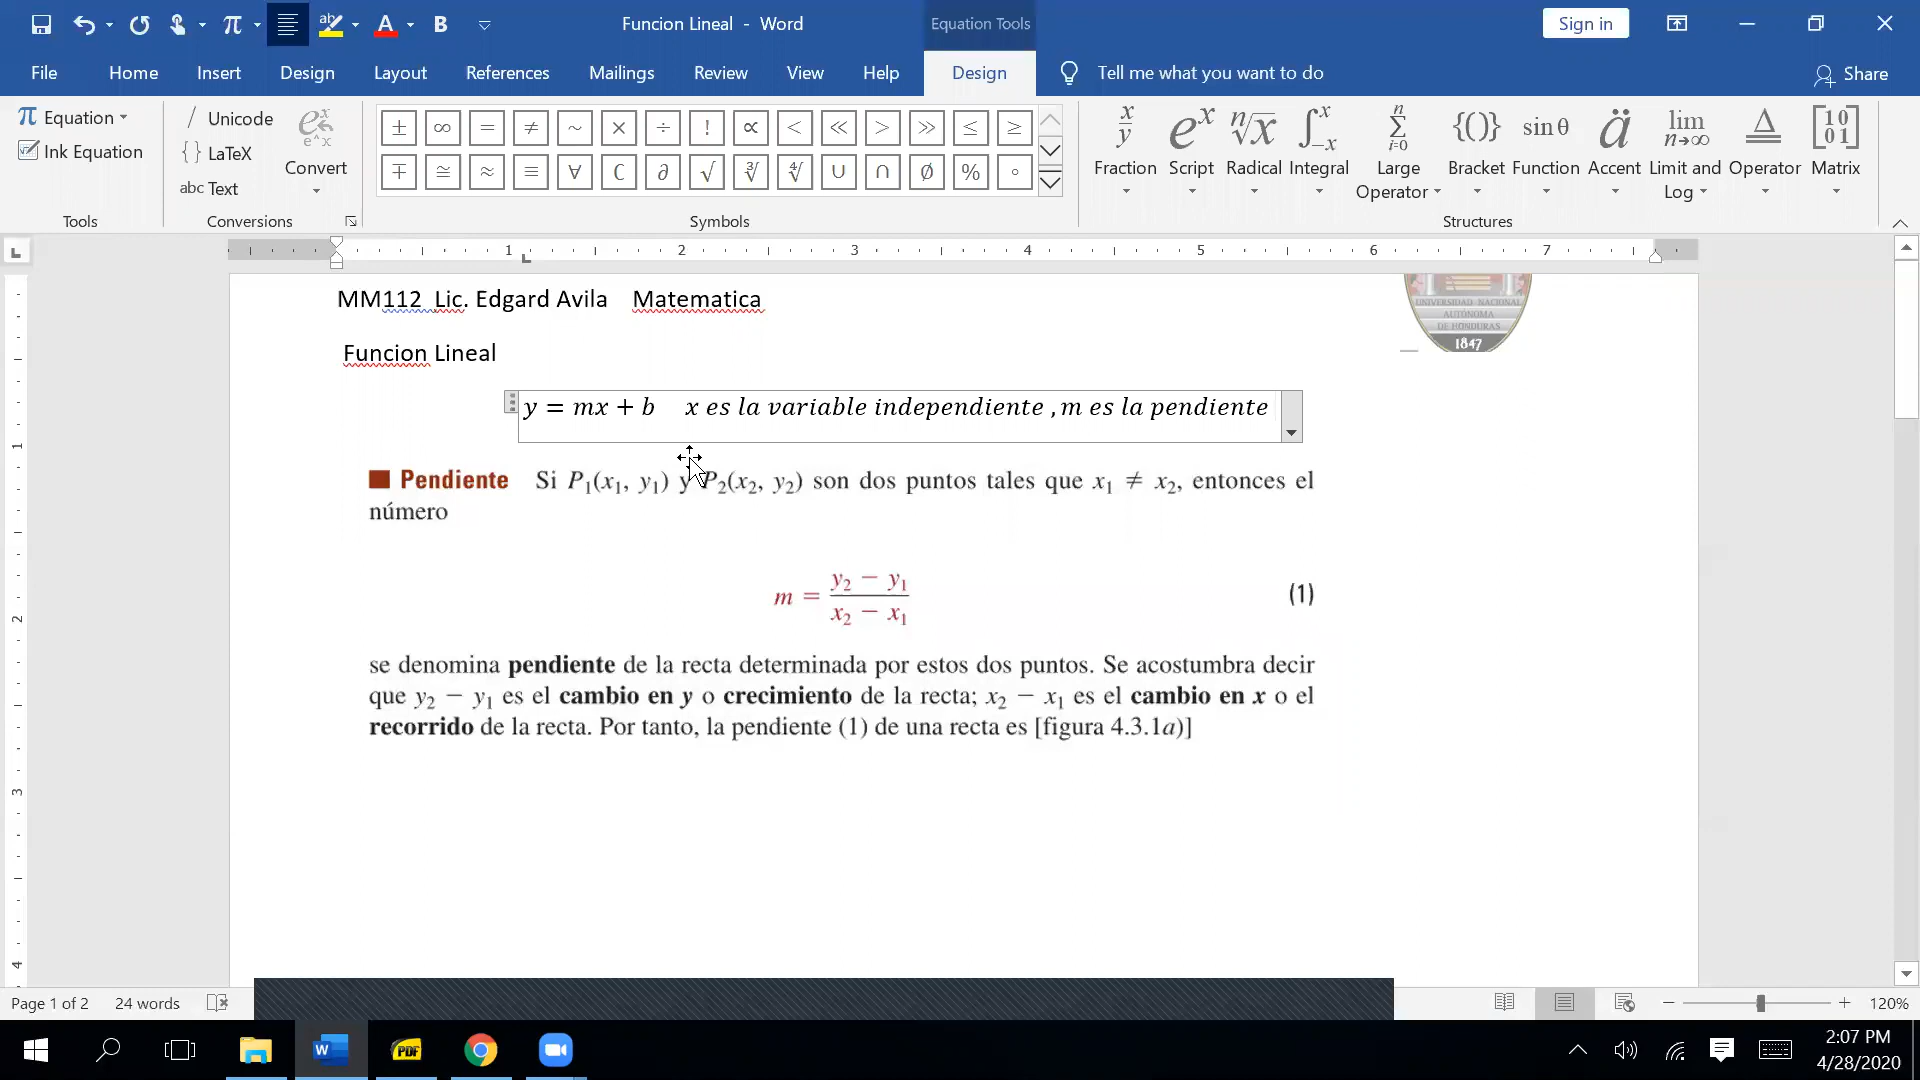 Funcion Lineal - Word
Equation Tools
Sign in
File Home Insert Design Layout References Mailings Review View Help Design Tell me what you want to do Share
π Equation
Ink Equation
Tools
Unicode
LaTeX
abc Text
Convert
Conversions
± ∞ = ≠ ~ × ÷ ! ∝ < ≪ > ≫ ≤ ≥
∓ ≅ ≈ ≡ ∀ ∁ ∂ √ ∛ ∜ ∪ ∩ ∅ % °
Symbols
Fraction Script Radical Integral Large Operator Bracket Function Accent Limit and Log Operator Matrix
Structures
1 2 3 4 5 6 7
MM112 Lic. Edgard Avila Matematica
UNIVERSIDAD NACIONAL
AUTÓNOMA
DE HONDURAS
1847
Funcion Lineal
y = mx + b x es la variable independiente , m es la pendiente
Pendiente Si P₁(x₁, y₁) y P₂(x₂, y₂) son dos puntos tales que x₁ ≠ x₂, entonces el
número
m = (y₂ − y₁)/(x₂ − x₁) (1)
se denomina pendiente de la recta determinada por estos dos puntos. Se acostumbra decir
que y₂ − y₁ es el cambio en y o crecimiento de la recta; x₂ − x₁ es el cambio en x o el
recorrido de la recta. Por tanto, la pendiente (1) de una recta es [figura 4.3.1a)]
Page 1 of 2 24 words 120%
2:07 PM
4/28/2020